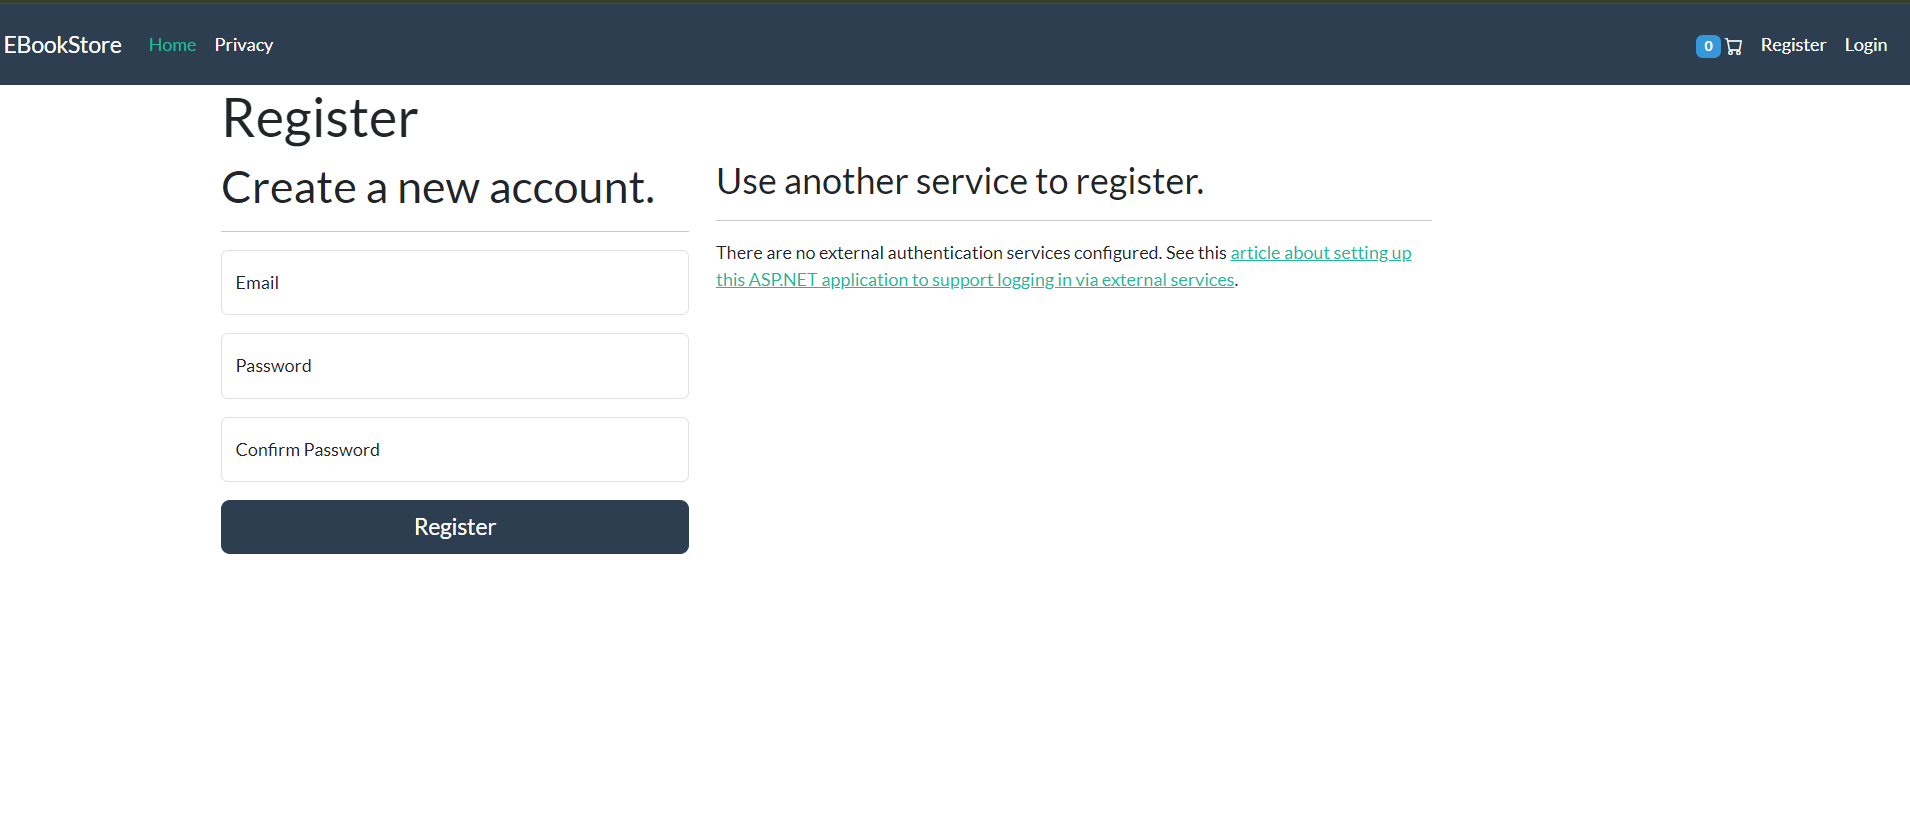 EBookStore Home Privacy 0 Register Login
Register
Create a new account.
Email
Password
Confirm Password
Register
Use another service to register.
There are no external authentication services configured. See this article about setting up
this ASP.NET application to support logging in via external services.